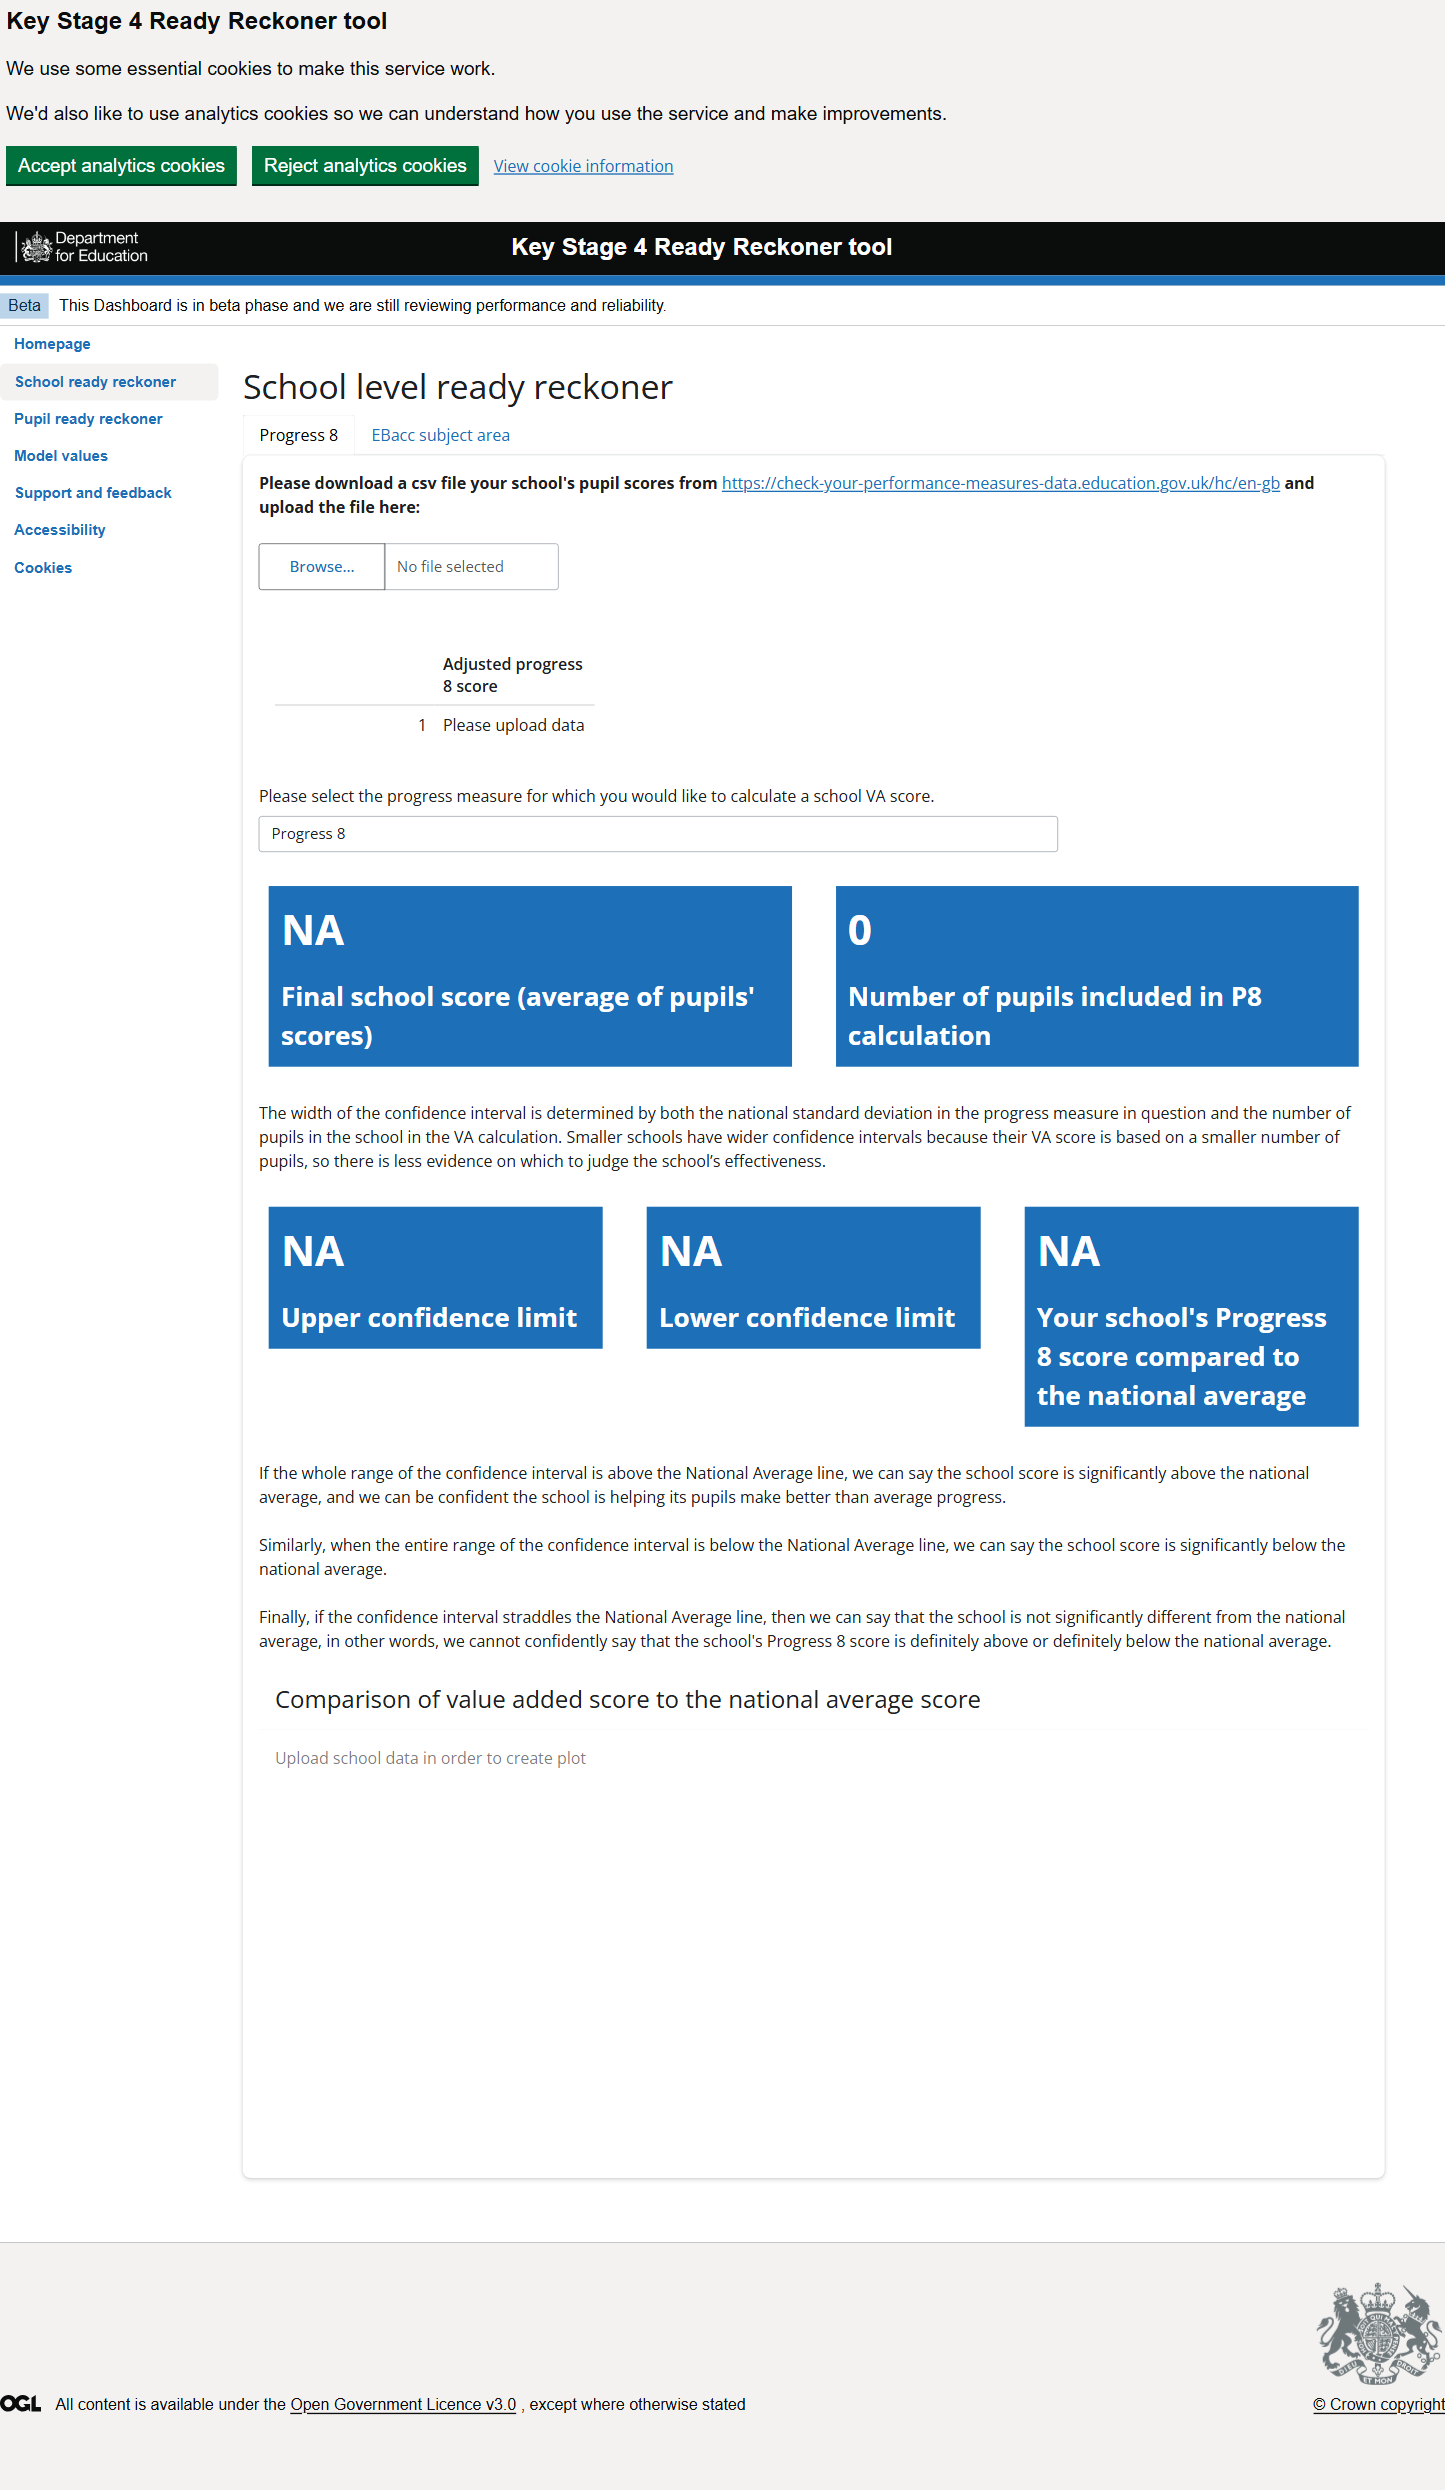 Key Stage 4 Ready Reckoner tool
We use some essential cookies to make this service work.
We'd also like to use analytics cookies so we can understand how you use the service and make improvements.
Accept analytics cookies Reject analytics cookies View cookie information
Department
for Education
Key Stage 4 Ready Reckoner tool
Beta This Dashboard is in beta phase and we are still reviewing performance and reliability.
Homepage
School ready reckoner
Pupil ready reckoner
Model values
Support and feedback
Accessibility
Cookies
School level ready reckoner
Progress 8 EBacc subject area
Please download a csv file your school's pupil scores from https://check-your-performance-measures-data.education.gov.uk/hc/en-gb and
upload the file here:
Browse... No file selected
Adjusted progress
8 score
1 Please upload data
Please select the progress measure for which you would like to calculate a school VA score.
Progress 8
NA
Final school score (average of pupils'
scores)
0
Number of pupils included in P8
calculation
The width of the confidence interval is determined by both the national standard deviation in the progress measure in question and the number of
pupils in the school in the VA calculation. Smaller schools have wider confidence intervals because their VA score is based on a smaller number of
pupils, so there is less evidence on which to judge the school’s effectiveness.
NA
Upper confidence limit
NA
Lower confidence limit
NA
Your school's Progress
8 score compared to
the national average
If the whole range of the confidence interval is above the National Average line, we can say the school score is significantly above the national
average, and we can be confident the school is helping its pupils make better than average progress.
Similarly, when the entire range of the confidence interval is below the National Average line, we can say the school score is significantly below the
national average.
Finally, if the confidence interval straddles the National Average line, then we can say that the school is not significantly different from the national
average, in other words, we cannot confidently say that the school's Progress 8 score is definitely above or definitely below the national average.
Comparison of value added score to the national average score
Upload school data in order to create plot
OGL All content is available under the Open Government Licence v3.0 , except where otherwise stated
© Crown copyright